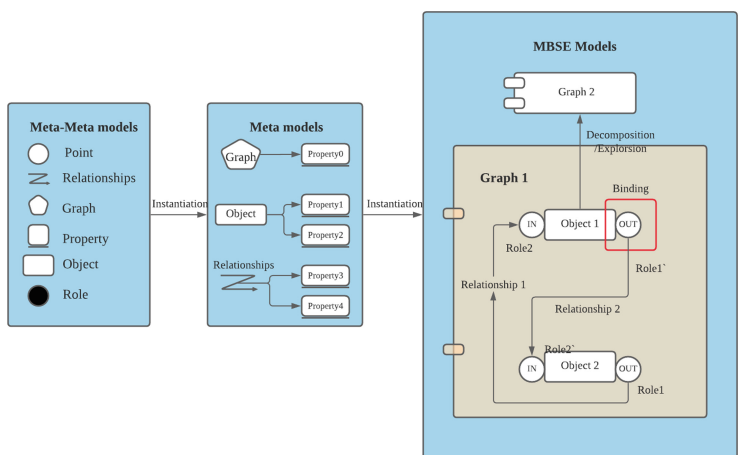 Meta-Meta models
Point
Relationships
Graph
Property
Object
Role
Instantiation
Meta models
Graph
Property0
Object
Property1
Property2
Relationships
Property3
Property4
Instantiation
MBSE Models
Graph 2
Decomposition
/Explorsion
Graph 1
Binding
IN
Object 1
OUT
Role2
Role1`
Relationship 1
Relationship 2
Role2`
IN
Object 2
OUT
Role1